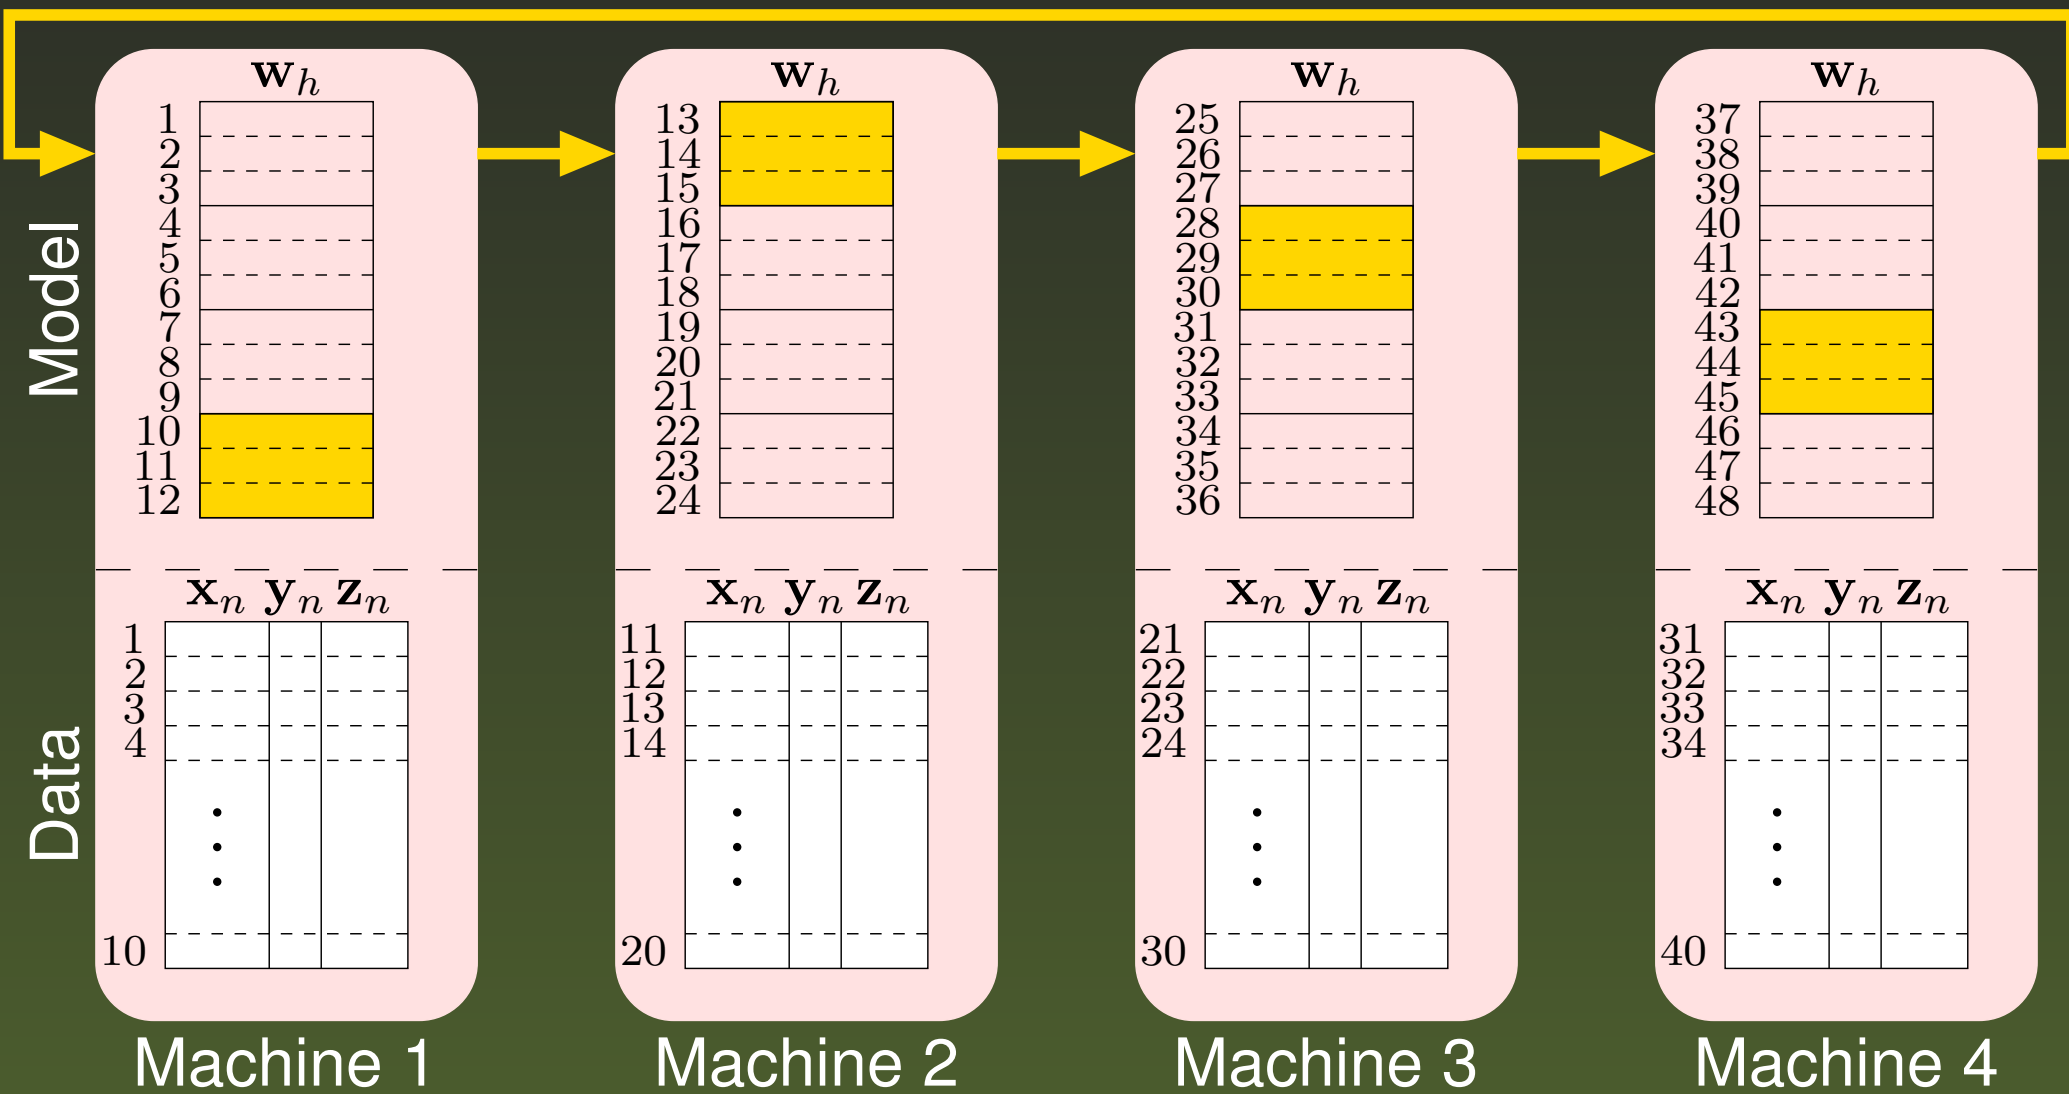 w_h w_h w_h w_h
1 13 25 37
2 14 26 38
3 15 27 39
4 16 28 40
5 17 29 41
6 18 30 42
7 19 31 43
8 20 32 44
9 21 33 45
10 22 34 46
11 23 35 47
12 24 36 48
Model
x_n y_n z_n x_n y_n z_n x_n y_n z_n x_n y_n z_n
1 11 21 31
2 12 22 32
3 13 23 33
4 14 24 34
10 20 30 40
Data
Machine 1 Machine 2 Machine 3 Machine 4